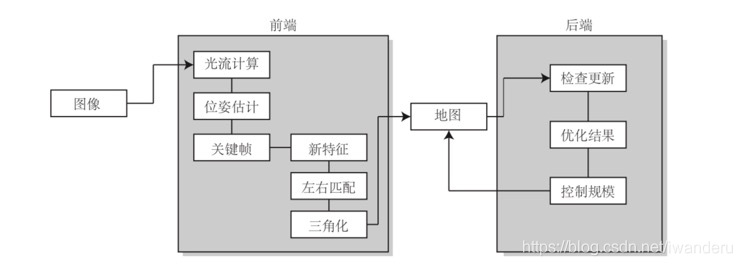 前端
后端
图像
光流计算
位姿估计
关键帧
新特征
左右匹配
三角化
地图
检查更新
优化结果
控制规模
https://blog.csdn.net/iwanderu